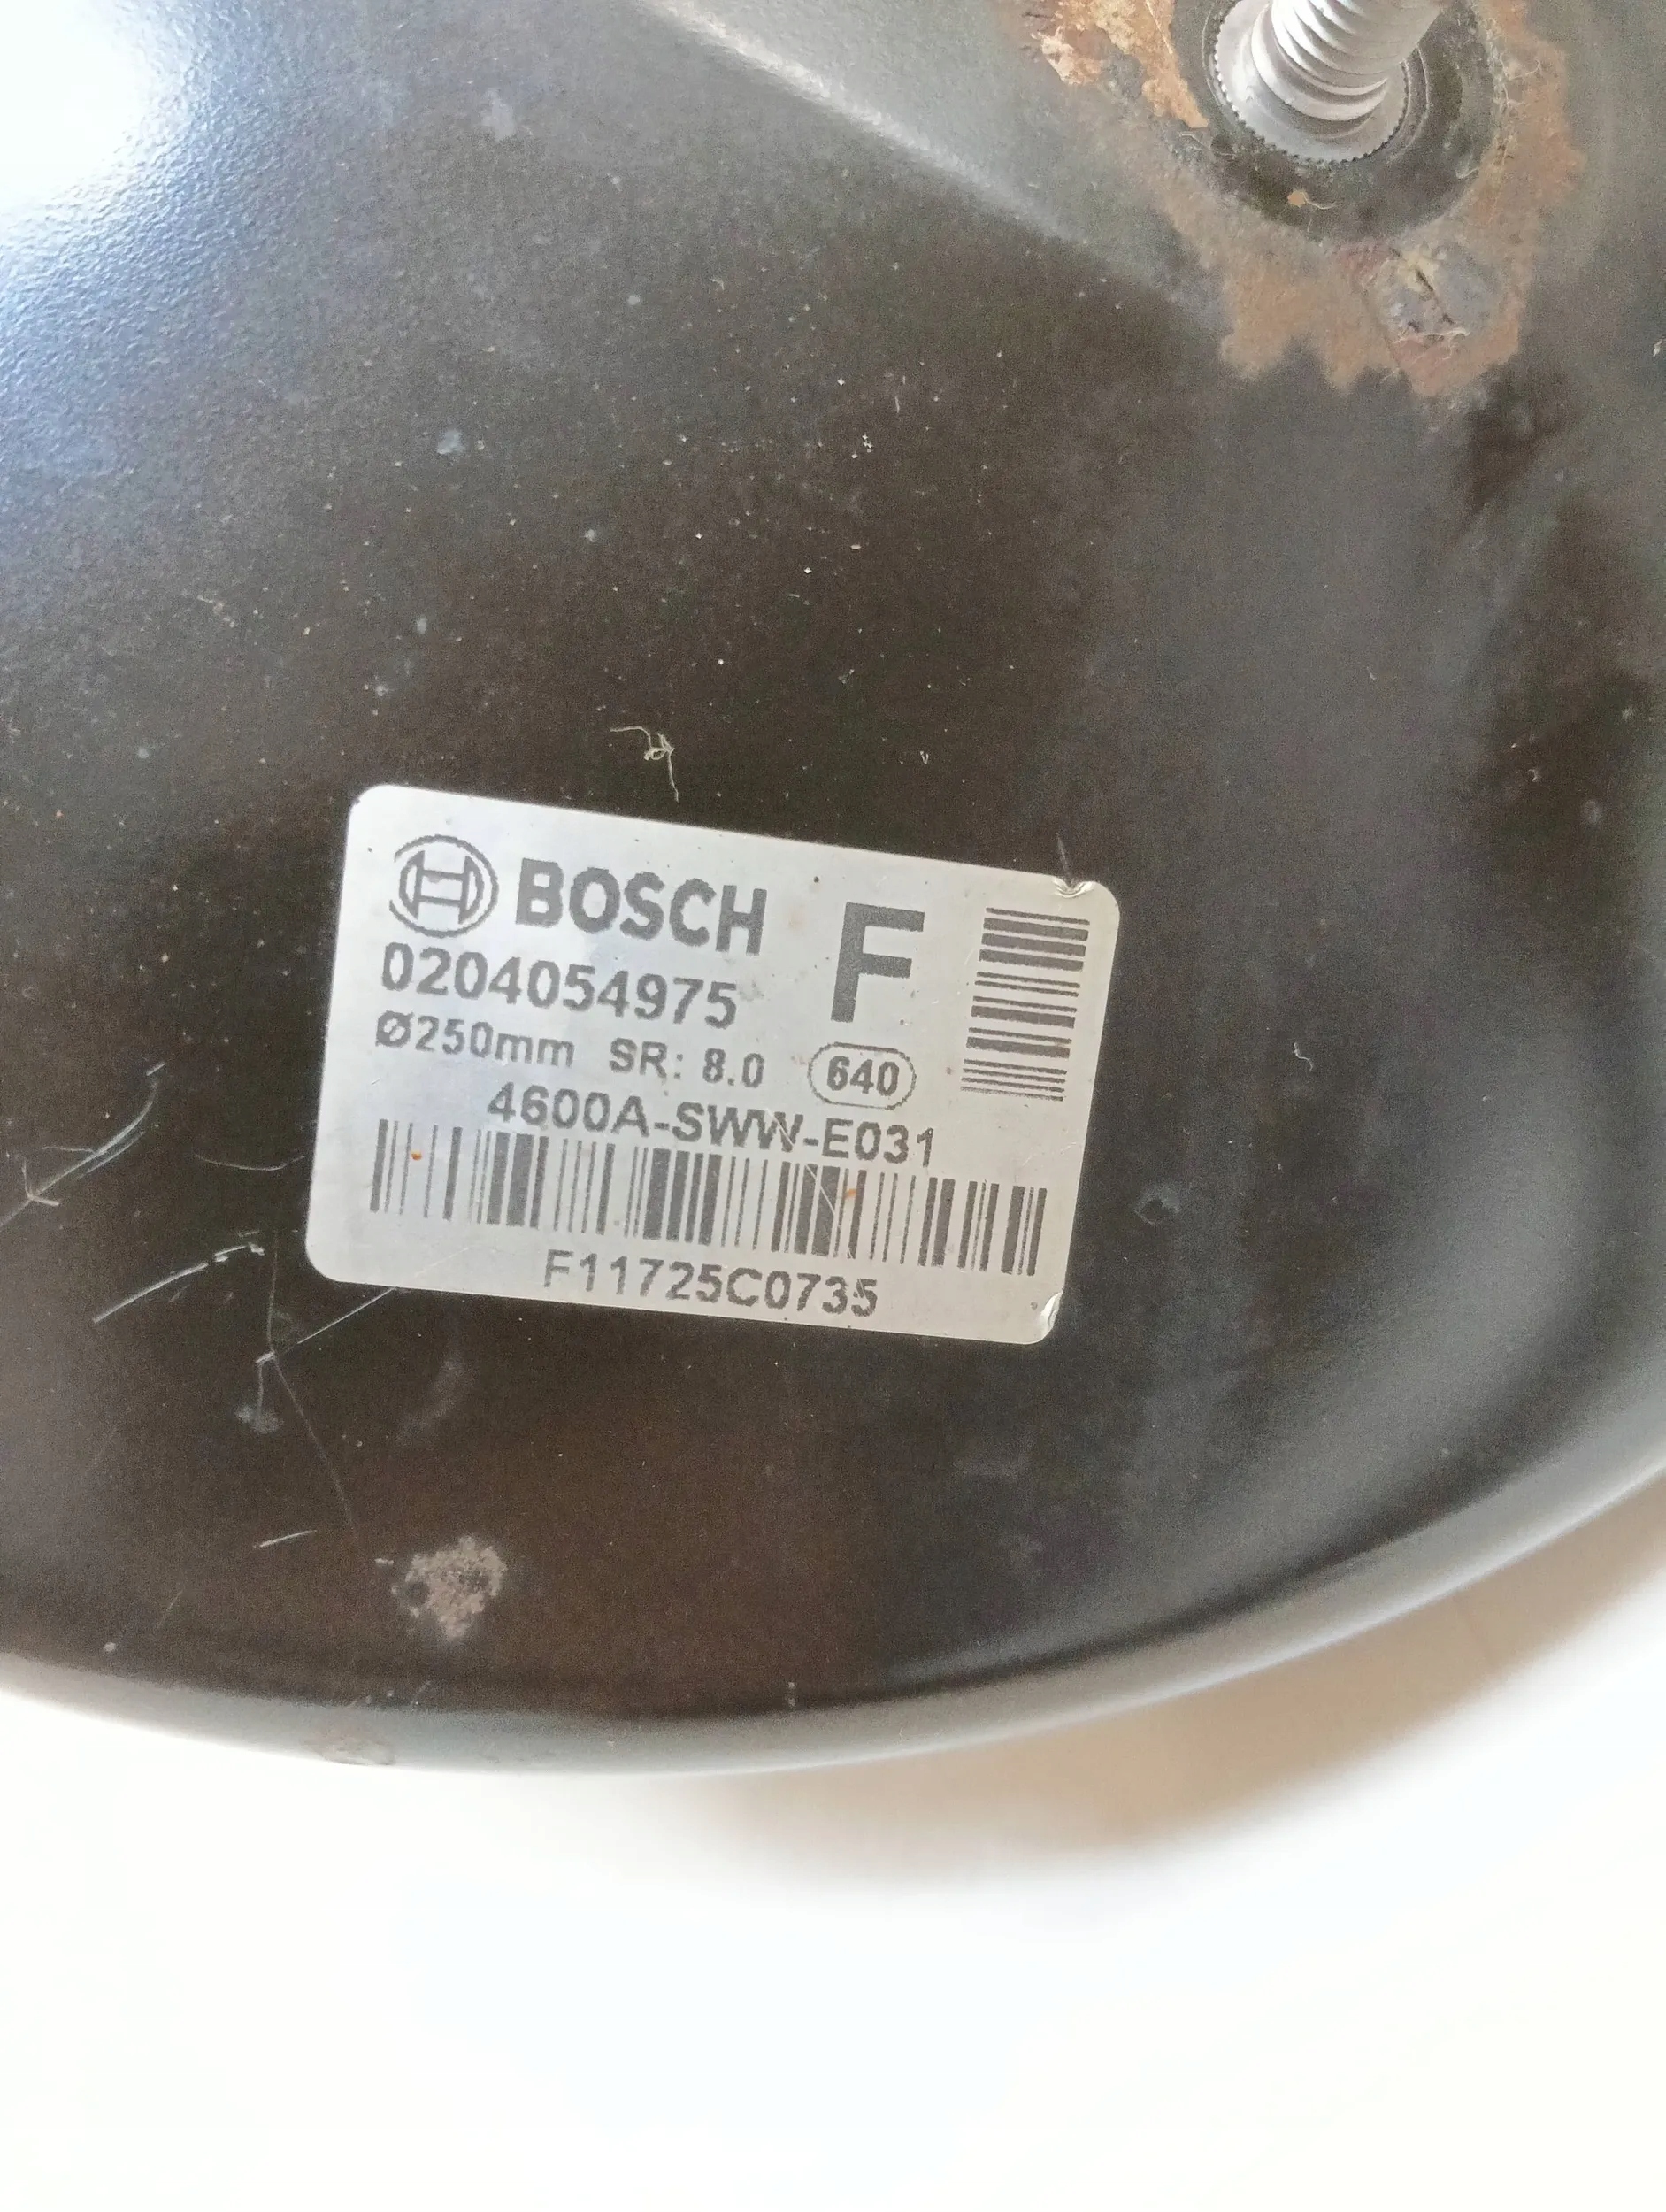 BOSCH F
0204054975
Ø250mm SR: 8.0 640
4600A-SWW-E031
F11725C0735